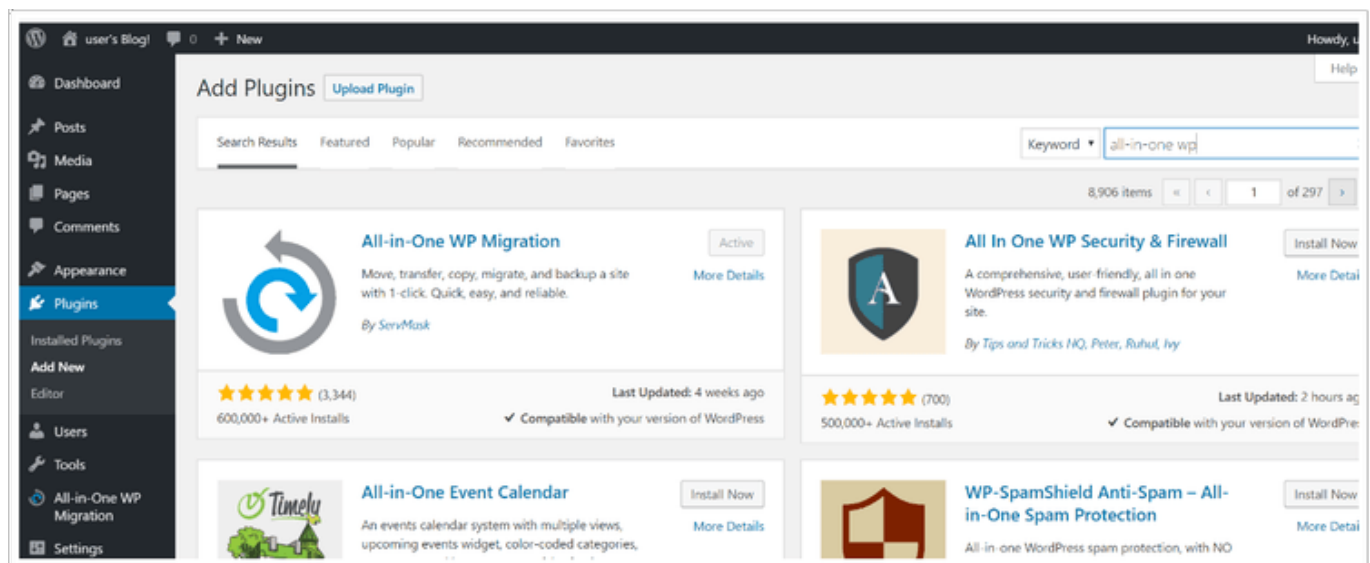 user's Blog! 0 + New Howdy, u
Dashboard
Posts
Media
Pages
Comments
Appearance
Plugins
Installed Plugins
Add New
Editor
Users
Tools
All-in-One WP
Migration
Settings
Help
Add Plugins Upload Plugin
Search Results Featured Popular Recommended Favorites Keyword all-in-one wp
8,906 items « ‹ 1 of 297 ›
All-in-One WP Migration
Active
Move, transfer, copy, migrate, and backup a site
with 1-click. Quick, easy, and reliable.
More Details
By ServMask
(3,344)
600,000+ Active Installs
Last Updated: 4 weeks ago
✔ Compatible with your version of WordPress
A
All In One WP Security & Firewall
Install Now
A comprehensive, user-friendly, all in one
WordPress security and firewall plugin for your
site.
More Detai
By Tips and Tricks HQ, Peter, Ruhul, Ivy
(700)
500,000+ Active Installs
Last Updated: 2 hours ag
✔ Compatible with your version of WordPre
Timely
All-in-One Event Calendar
Install Now
An events calendar system with multiple views,
upcoming events widget, color-coded categories,
More Details
WP-SpamShield Anti-Spam – All-
in-One Spam Protection
Install Now
More Detai
All-in-one WordPress spam protection, with NO